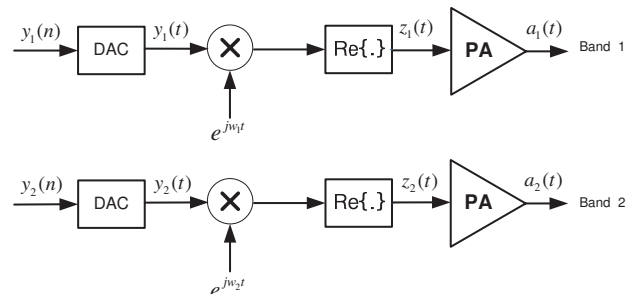 y₁(n) DAC y₁(t) × Re{.} z₁(t) PA a₁(t) Band 1
e^{jw₁t}
y₂(n) DAC y₂(t) × Re{.} z₂(t) PA a₂(t) Band 2
e^{jw₂t}